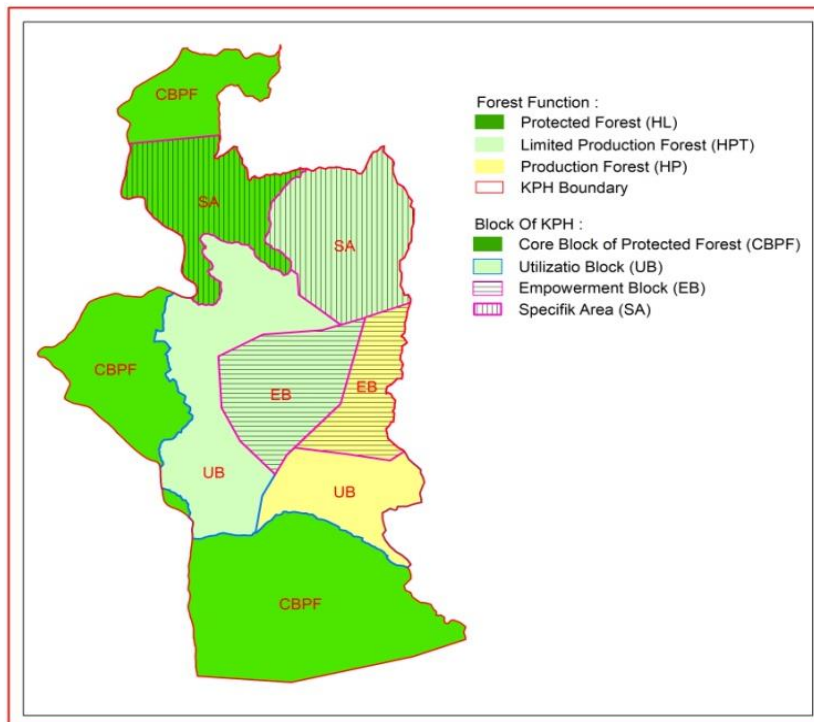 CBPF
SA
SA
CBPF
EB
EB
UB
UB
CBPF
Forest Function :
Protected Forest (HL)
Limited Production Forest (HPT)
Production Forest (HP)
KPH Boundary
Block Of KPH :
Core Block of Protected Forest (CBPF)
Utilizatio Block (UB)
Empowerment Block (EB)
Specifik Area (SA)